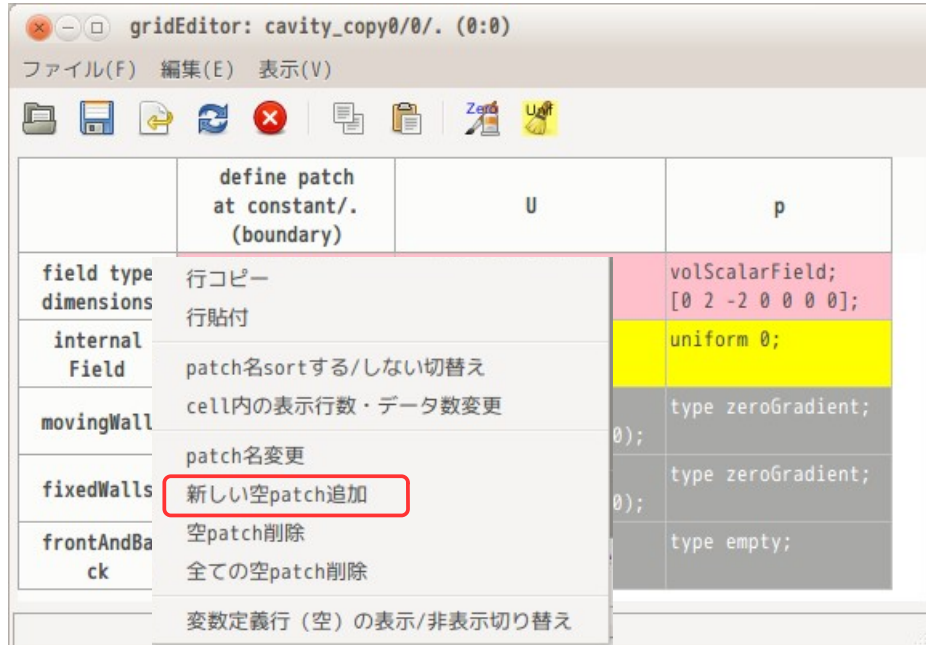 gridEditor: cavity_copy0/0/. (0:0)
ファイル(F) 編集(E) 表示(V)
Zero
Unif
define patch
at constant/.
(boundary)
U
p
field type
dimensions
volScalarField;
[0 2 -2 0 0 0 0];
internal
Field
uniform 0;
movingWall
0);
type zeroGradient;
fixedWalls
0);
type zeroGradient;
frontAndBa
ck
type empty;
行コピー
行貼付
patch名sortする/しない切替え
cell内の表示行数・データ数変更
patch名変更
新しい空patch追加
空patch削除
全ての空patch削除
変数定義行（空）の表示/非表示切り替え